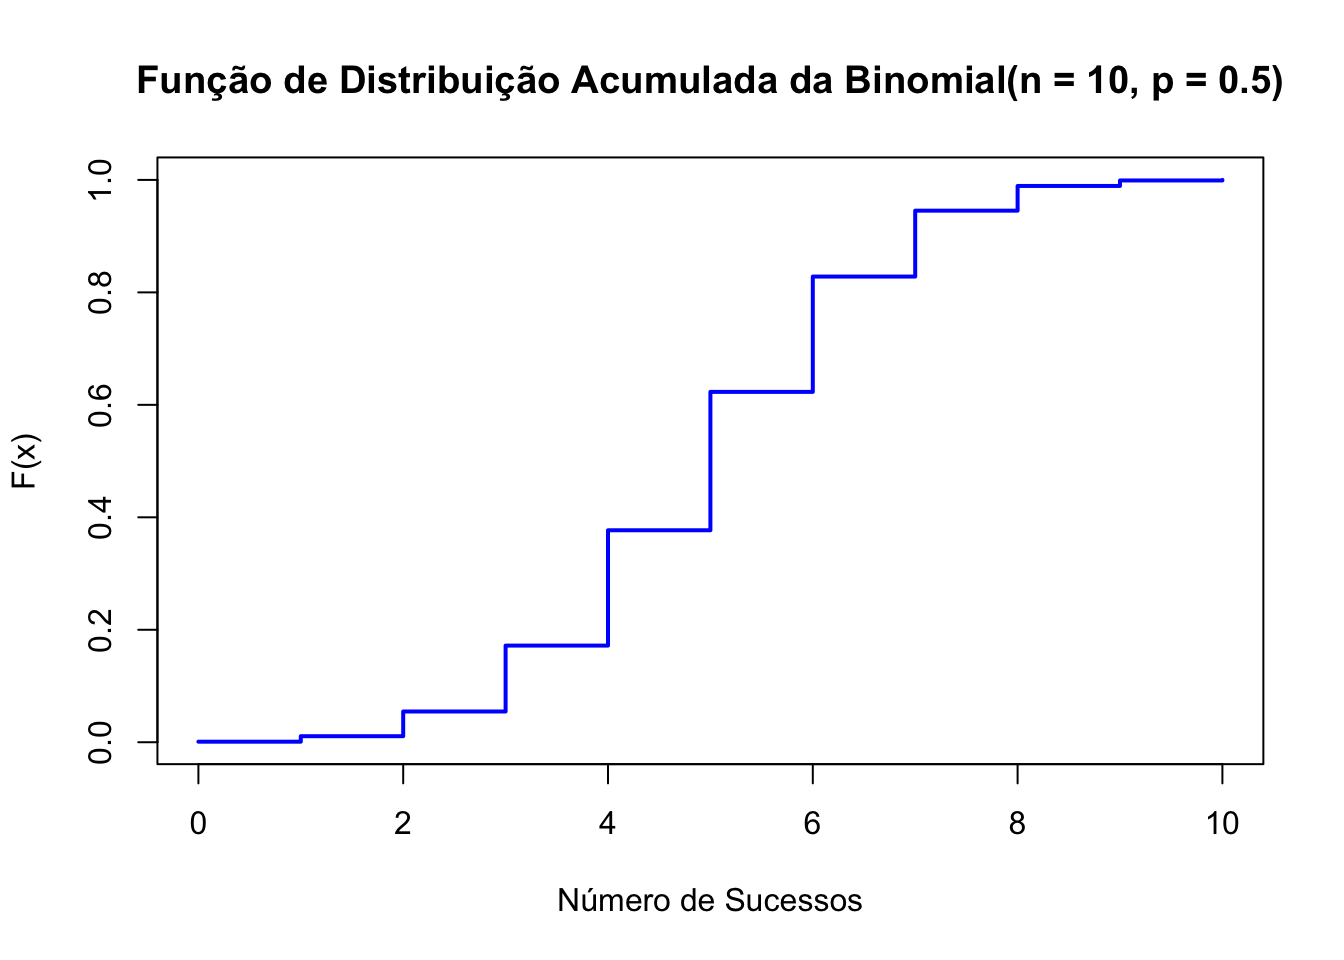 Função de Distribuição Acumulada da Binomial(n = 10, p = 0.5)
1.0
0.8
0.6
0.4
0.2
0.0
F(x)
0 2 4 6 8 10
Número de Sucessos